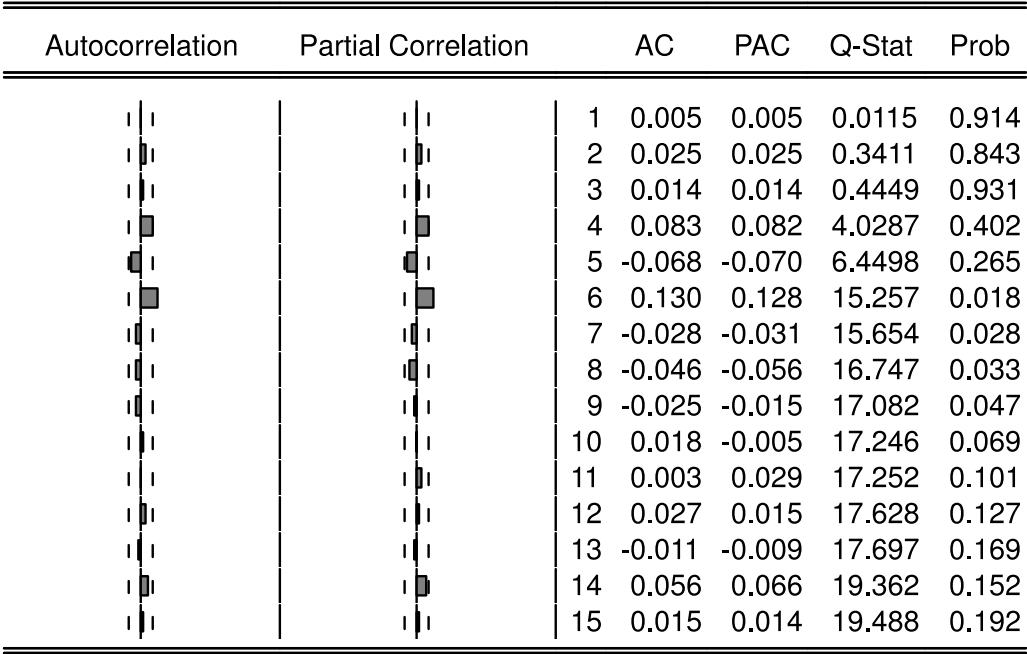 Autocorrelation Partial Correlation AC PAC Q-Stat Prob
1 0.005 0.005 0.0115 0.914
2 0.025 0.025 0.3411 0.843
3 0.014 0.014 0.4449 0.931
4 0.083 0.082 4.0287 0.402
5 -0.068 -0.070 6.4498 0.265
6 0.130 0.128 15.257 0.018
7 -0.028 -0.031 15.654 0.028
8 -0.046 -0.056 16.747 0.033
9 -0.025 -0.015 17.082 0.047
10 0.018 -0.005 17.246 0.069
11 0.003 0.029 17.252 0.101
12 0.027 0.015 17.628 0.127
13 -0.011 -0.009 17.697 0.169
14 0.056 0.066 19.362 0.152
15 0.015 0.014 19.488 0.192